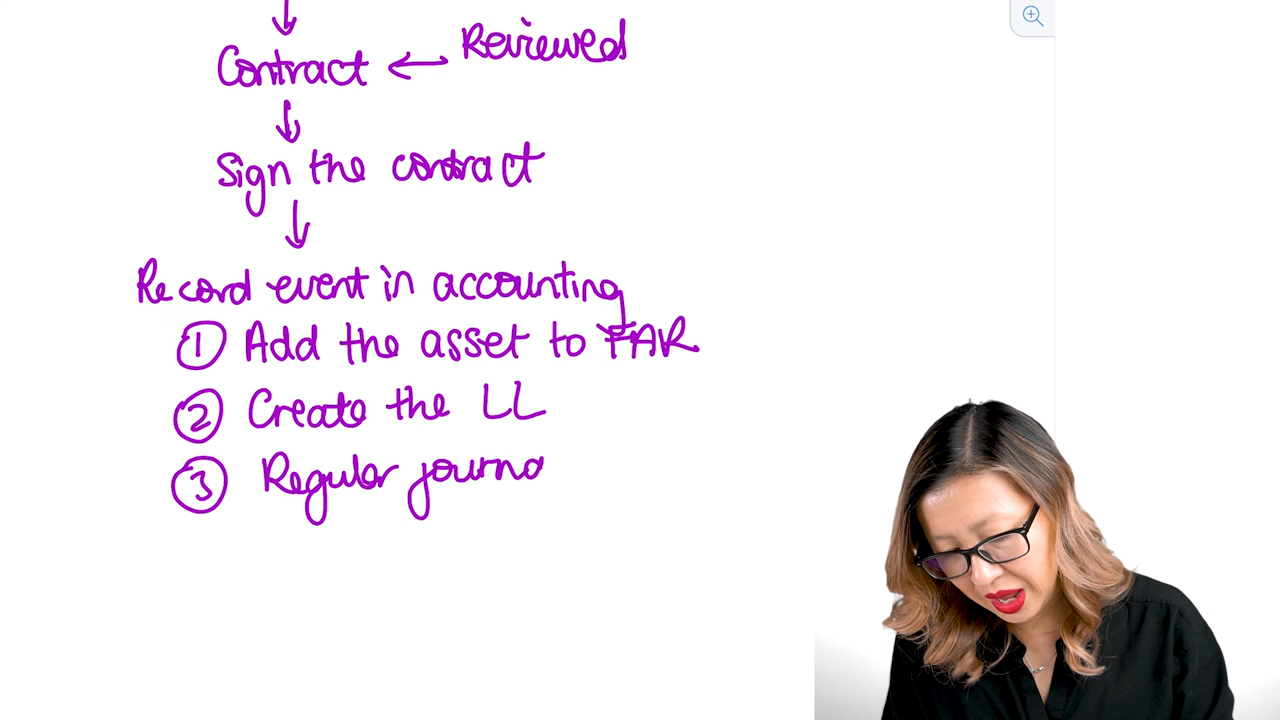 Contract ← Reviewed
Sign the contract
Record event in accounting
① Add the asset to FAR
② Create the LL
③ Regular journa